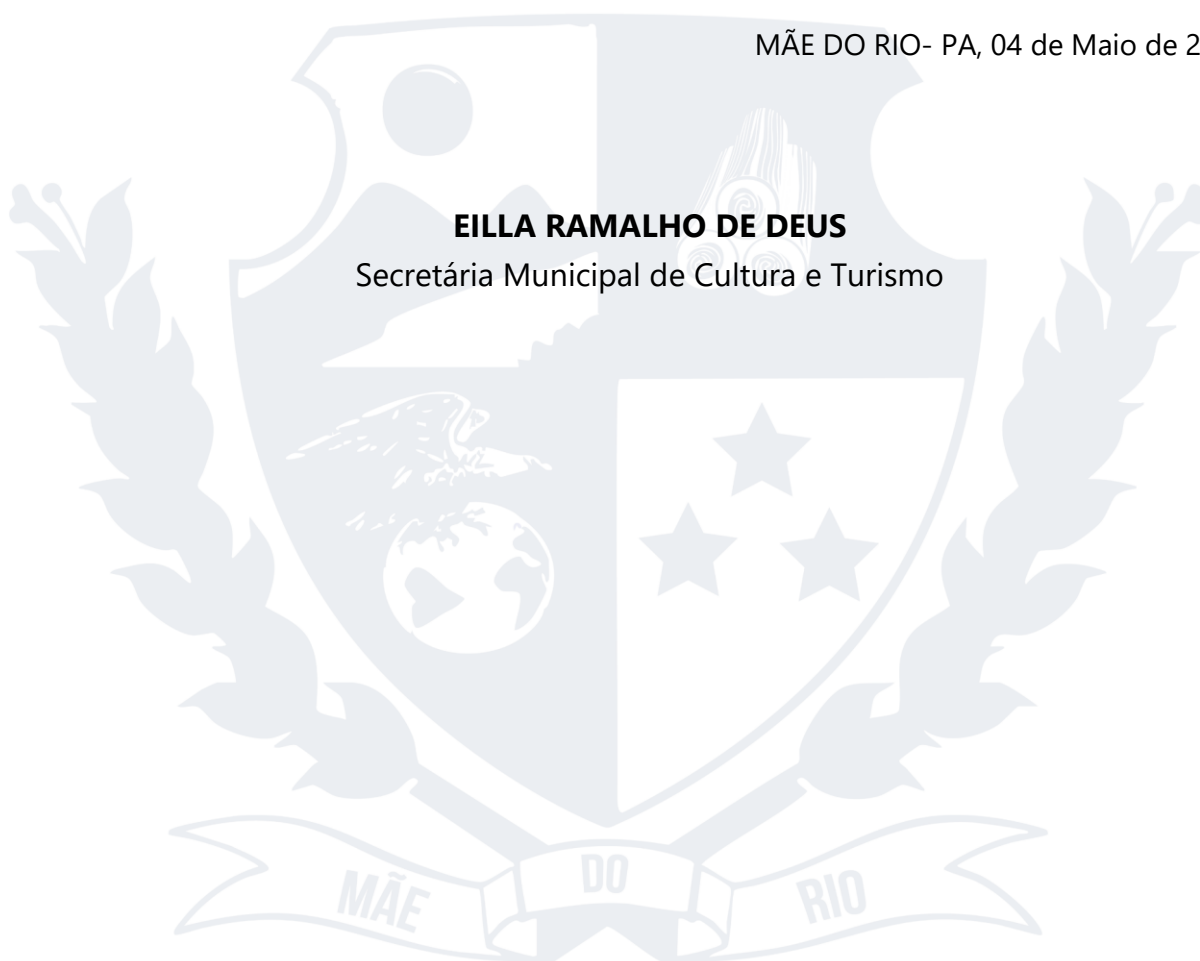 MÃE DO RIO- PA, 04 de Maio de 2
EILLA RAMALHO DE DEUS
Secretária Municipal de Cultura e Turismo
MÃE DO RIO